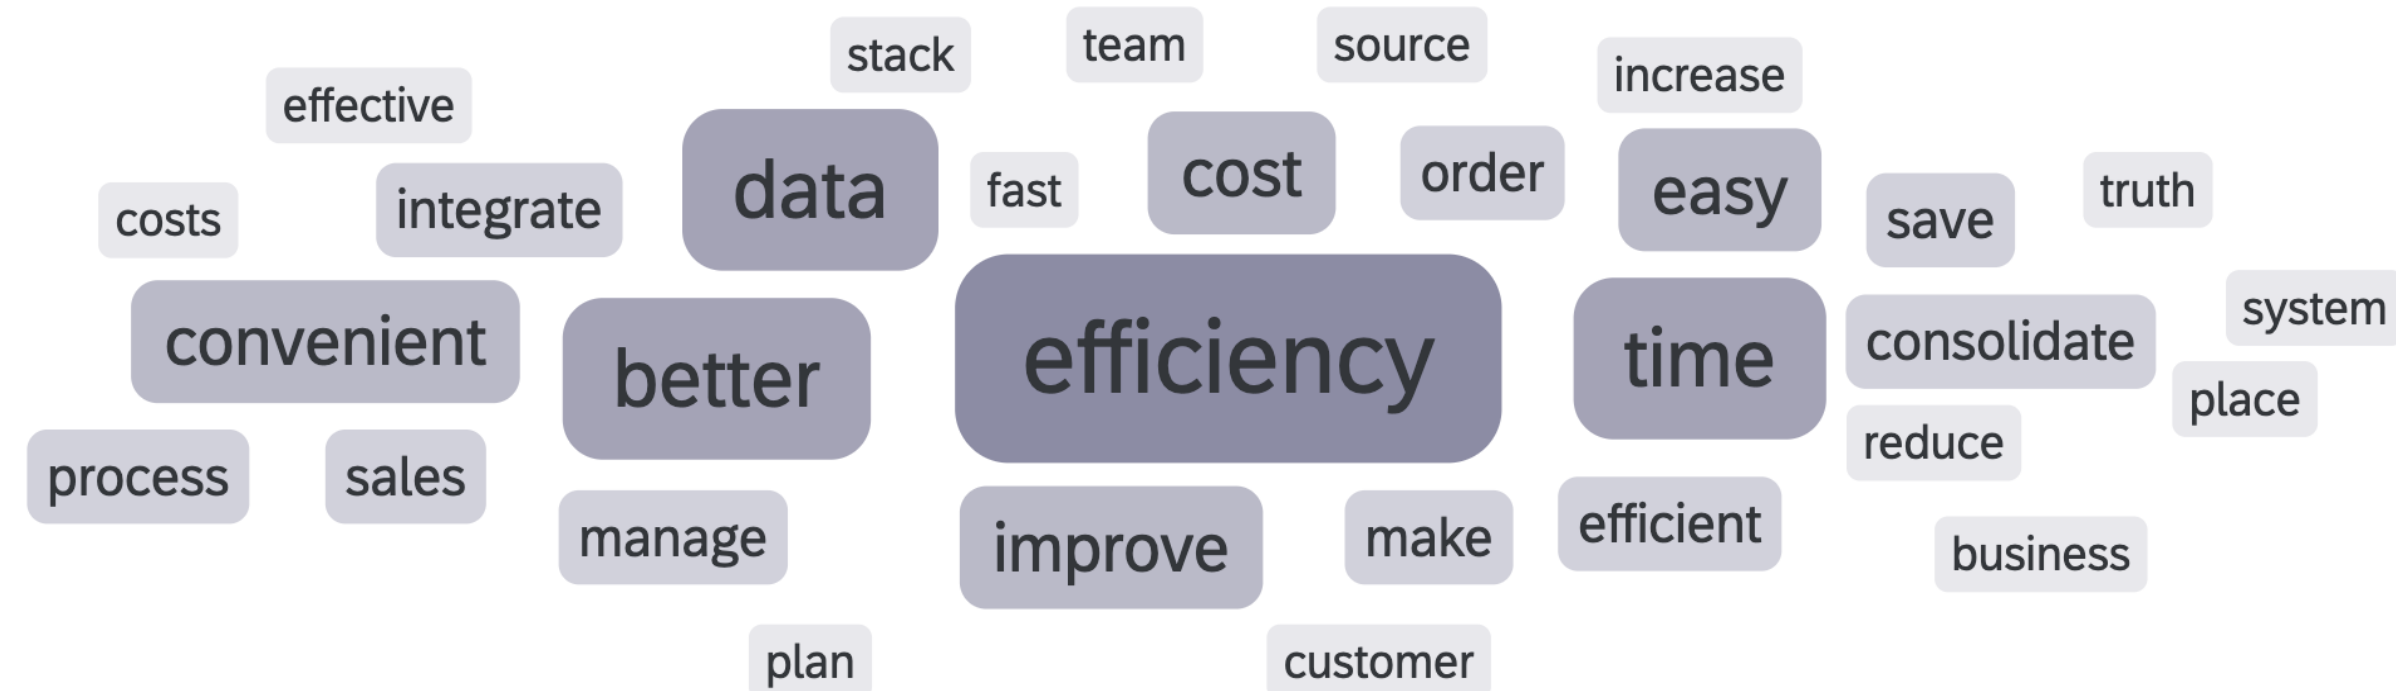 stack
team
source
increase
effective
data
fast
cost
order
easy
truth
costs
integrate
save
convenient
better
efficiency
time
consolidate
system
place
process
sales
reduce
manage
improve
make
efficient
business
plan
customer